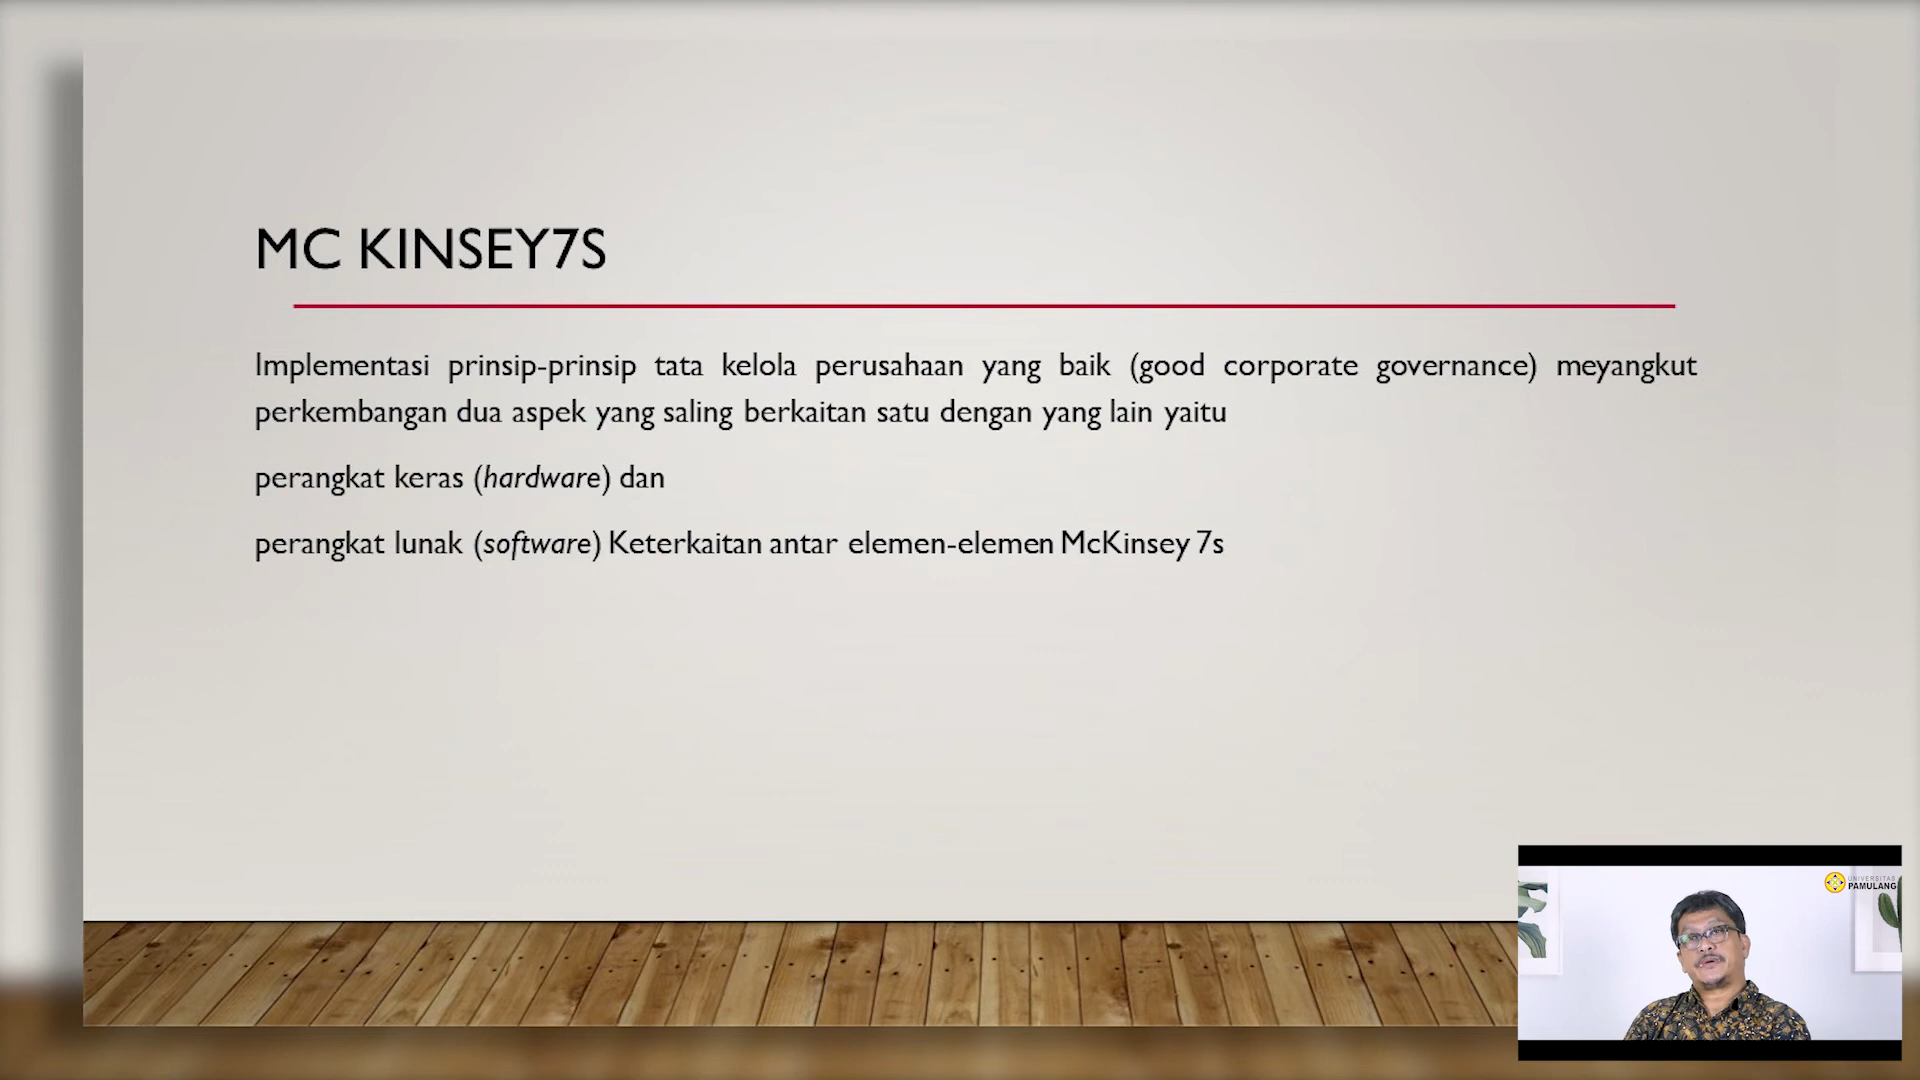 MC KINSEY7S
Implementasi prinsip-prinsip tata kelola perusahaan yang baik (good corporate governance) meyangkut
perkembangan dua aspek yang saling berkaitan satu dengan yang lain yaitu
perangkat keras (hardware) dan
perangkat lunak (software) Keterkaitan antar elemen-elemen McKinsey 7s
UNIVERSITAS
PAMULANG